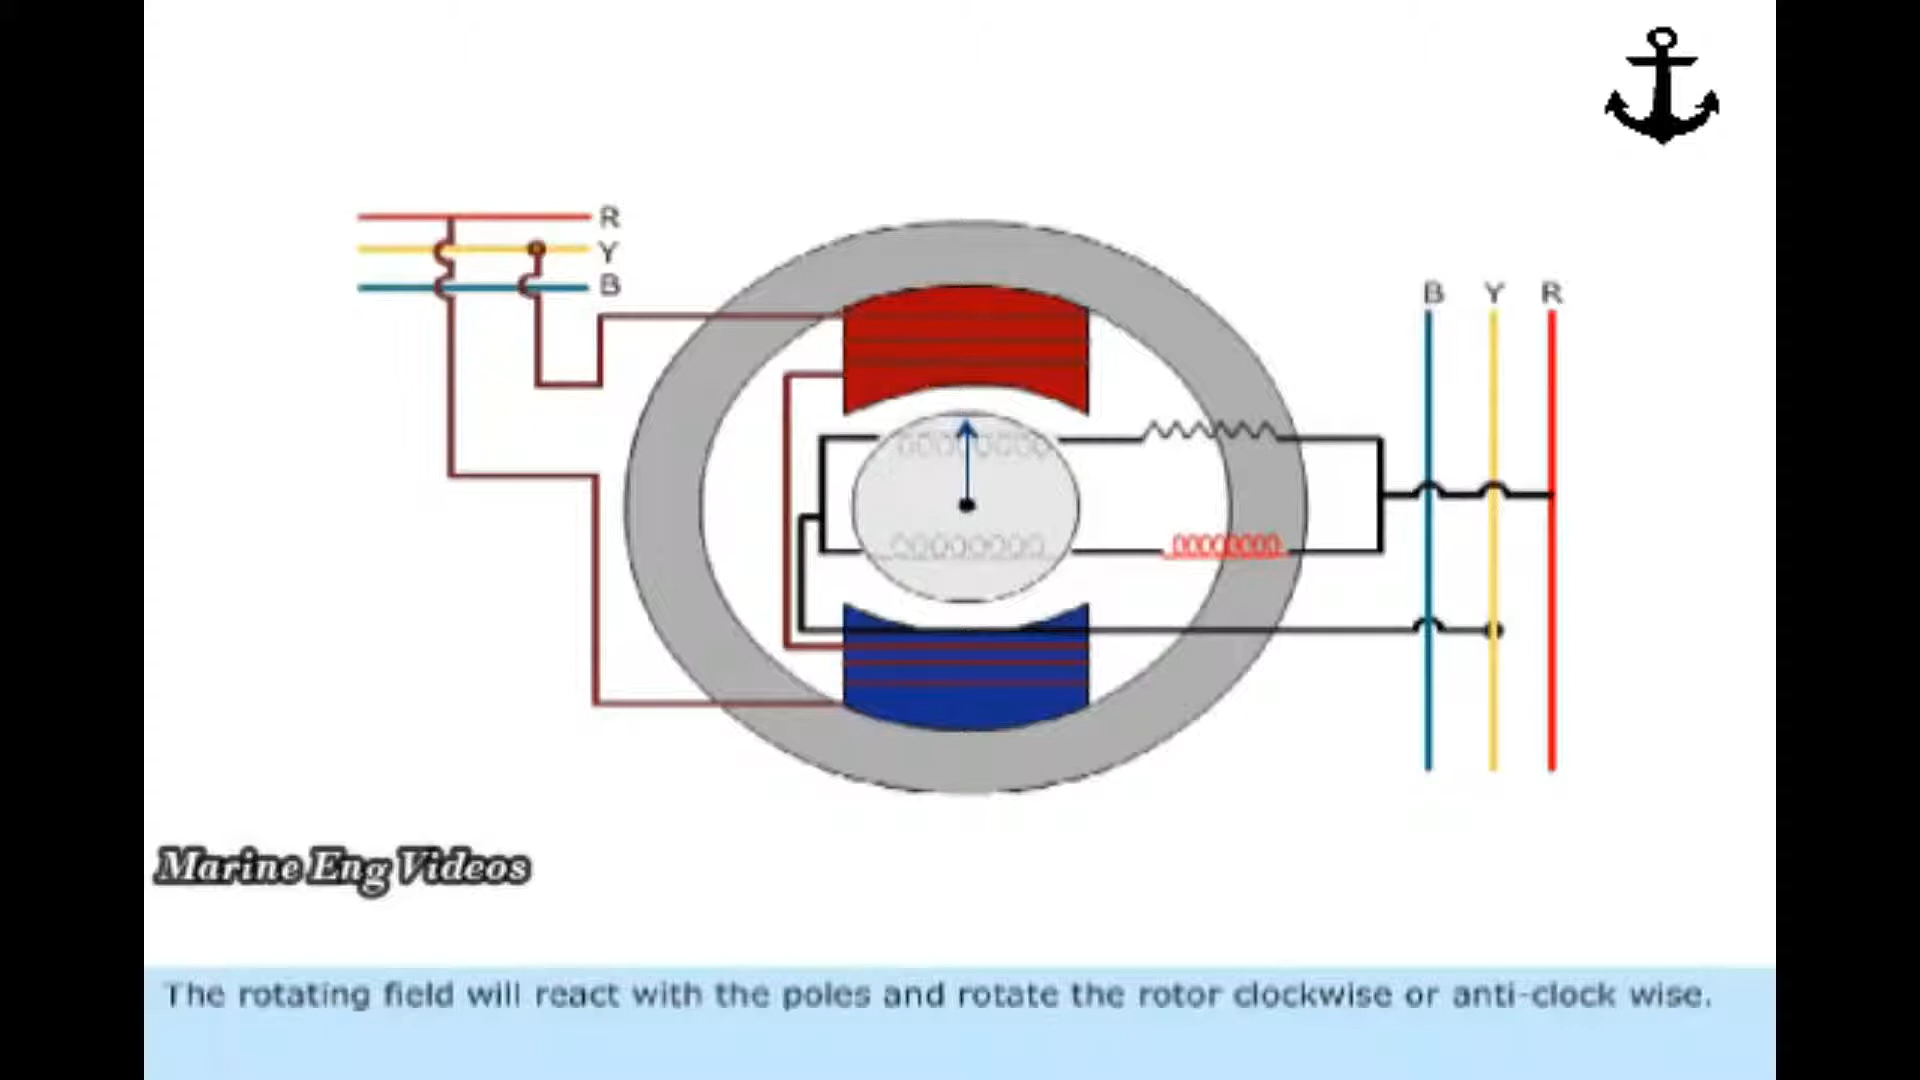 R
Y
B
B Y R
Marine Eng Videos
The rotating field will react with the poles and rotate the rotor clockwise or anti-clock wise.